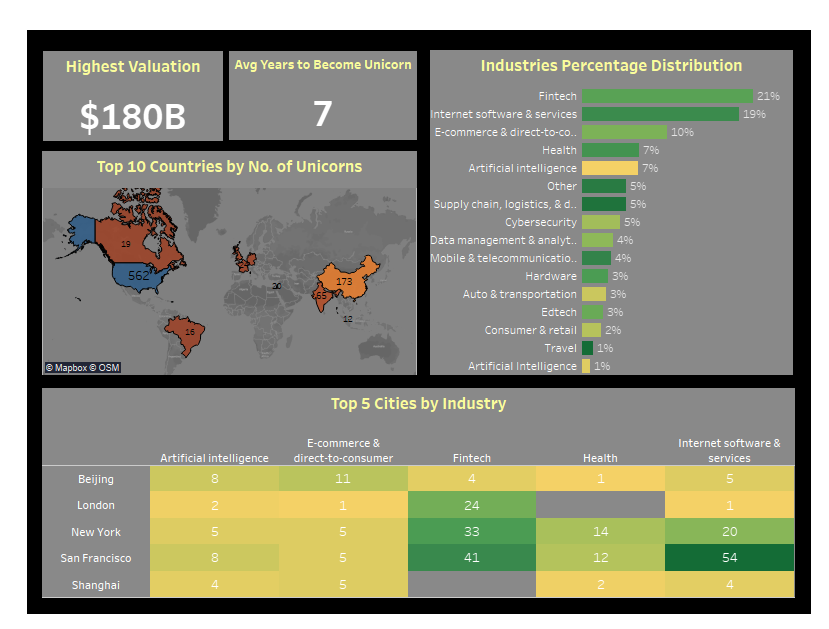 Highest Valuation
$180B
Avg Years to Become Unicorn
7
Top 10 Countries by No. of Unicorns
19
562
20
173
65
16
12
© Mapbox © OSM
Industries Percentage Distribution
Fintech 21%
Internet software & services 19%
E-commerce & direct-to-co.. 10%
Health 7%
Artificial intelligence 7%
Other 5%
Supply chain, logistics, & d.. 5%
Cybersecurity 5%
Data management & analyt.. 4%
Mobile & telecommunicatio.. 4%
Hardware 3%
Auto & transportation 3%
Edtech 3%
Consumer & retail 2%
Travel 1%
Artificial Intelligence 1%
Top 5 Cities by Industry
E-commerce & Internet software &
Artificial intelligence direct-to-consumer Fintech Health services
Beijing 8 11 4 1 5
London 2 1 24 1
New York 5 5 33 14 20
San Francisco 8 5 41 12 54
Shanghai 4 5 2 4